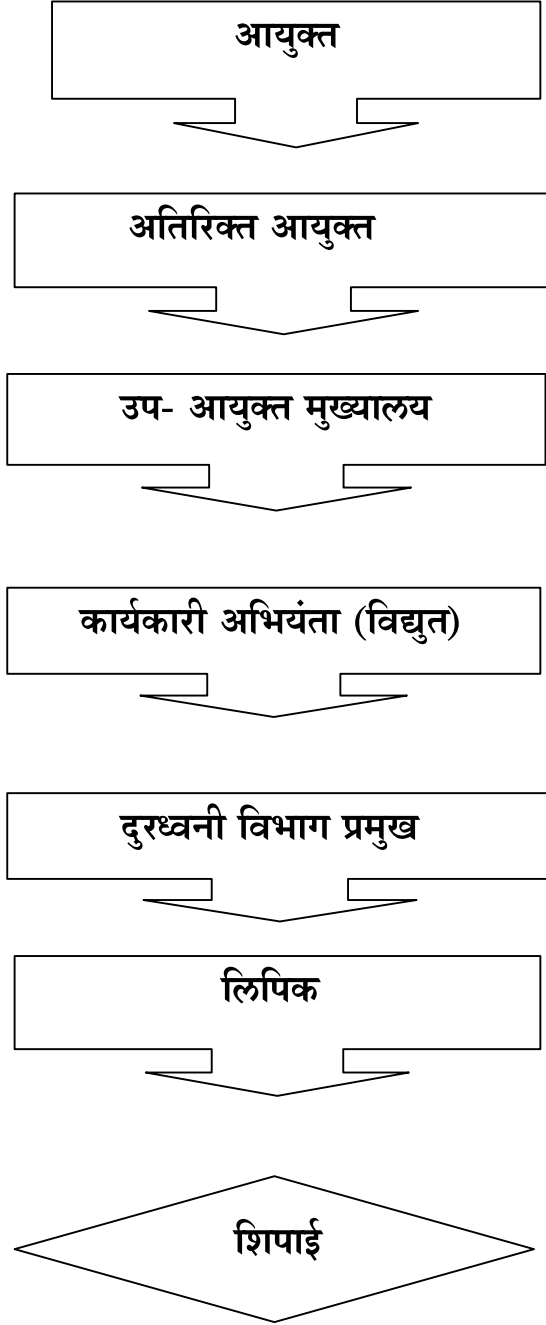 आयुक्त
अतिरिक्त आयुक्त
उप- आयुक्त मुख्यालय
कार्यकारी अभियंता (विद्युत)
दुरध्वनी विभाग प्रमुख
लिपिक
शिपाई